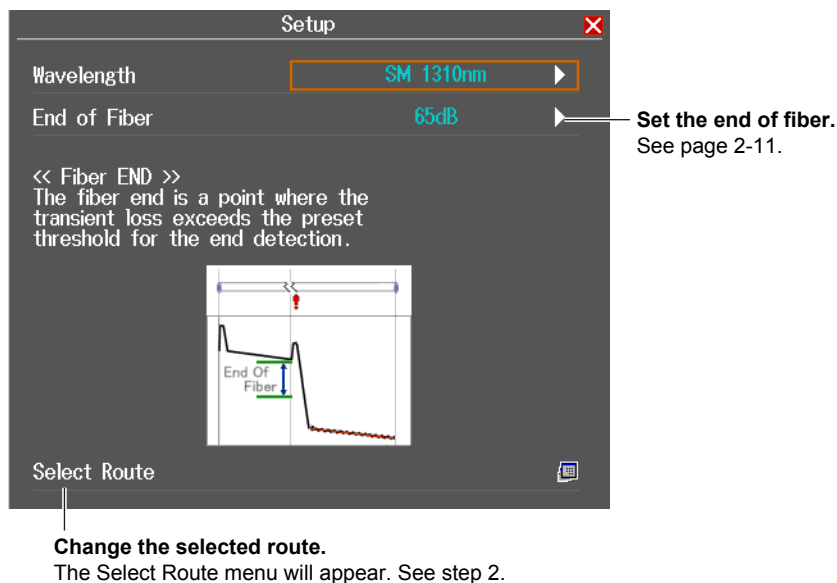 Setup
Wavelength SM 1310nm
End of Fiber 65dB
Set the end of fiber.
See page 2-11.
<< Fiber END >>
The fiber end is a point where the
transient loss exceeds the preset
threshold for the end detection.
End Of
Fiber
Select Route
Change the selected route.
The Select Route menu will appear. See step 2.